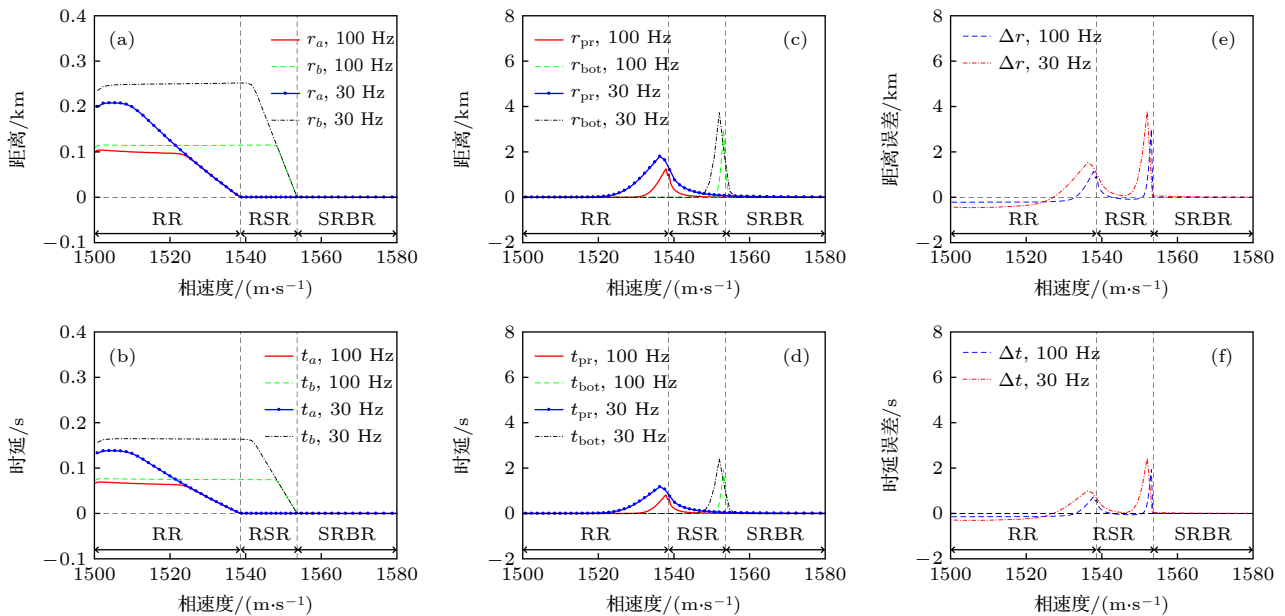 (a)
r_a, 100 Hz
r_b, 100 Hz
r_a, 30 Hz
r_b, 30 Hz
0.4
0.3
0.2
0.1
0
−0.1
距离/km
RR
RSR
SRBR
1500 1520 1540 1560 1580
相速度/(m·s⁻¹)
(c)
r_pr, 100 Hz
r_bot, 100 Hz
r_pr, 30 Hz
r_bot, 30 Hz
8
6
4
2
0
−2
距离/km
RR
RSR
SRBR
1500 1520 1540 1560 1580
相速度/(m·s⁻¹)
(e)
Δr, 100 Hz
Δr, 30 Hz
8
6
4
2
0
−2
距离误差/km
RR
RSR
SRBR
1500 1520 1540 1560 1580
相速度/(m·s⁻¹)
(b)
t_a, 100 Hz
t_b, 100 Hz
t_a, 30 Hz
t_b, 30 Hz
0.4
0.3
0.2
0.1
0
−0.1
时延/s
RR
RSR
SRBR
1500 1520 1540 1560 1580
相速度/(m·s⁻¹)
(d)
t_pr, 100 Hz
t_bot, 100 Hz
t_pr, 30 Hz
t_bot, 30 Hz
8
6
4
2
0
−2
时延/s
RR
RSR
SRBR
1500 1520 1540 1560 1580
相速度/(m·s⁻¹)
(f)
Δt, 100 Hz
Δt, 30 Hz
8
6
4
2
0
−2
时延误差/s
RR
RSR
SRBR
1500 1520 1540 1560 1580
相速度/(m·s⁻¹)